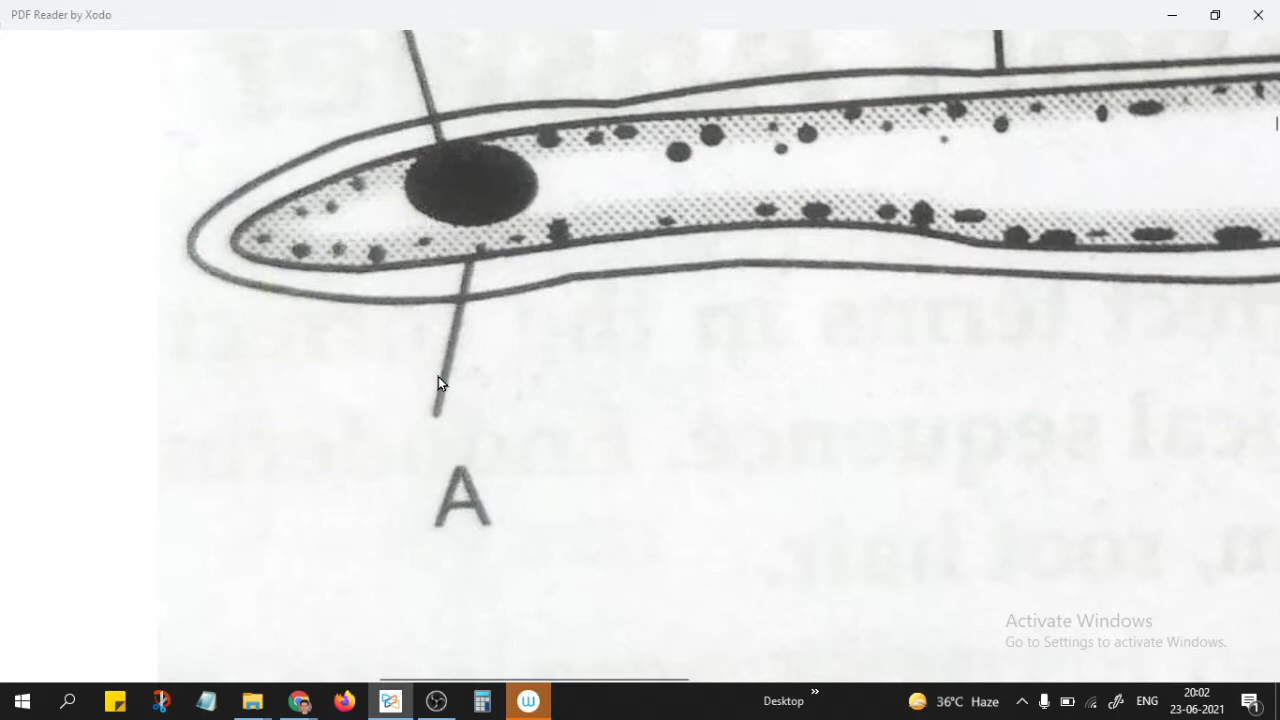 PDF Reader by Xodo
A
Activate Windows
Go to Settings to activate Windows.
Desktop
36°C Haze
ENG
20:02
23-06-2021
1